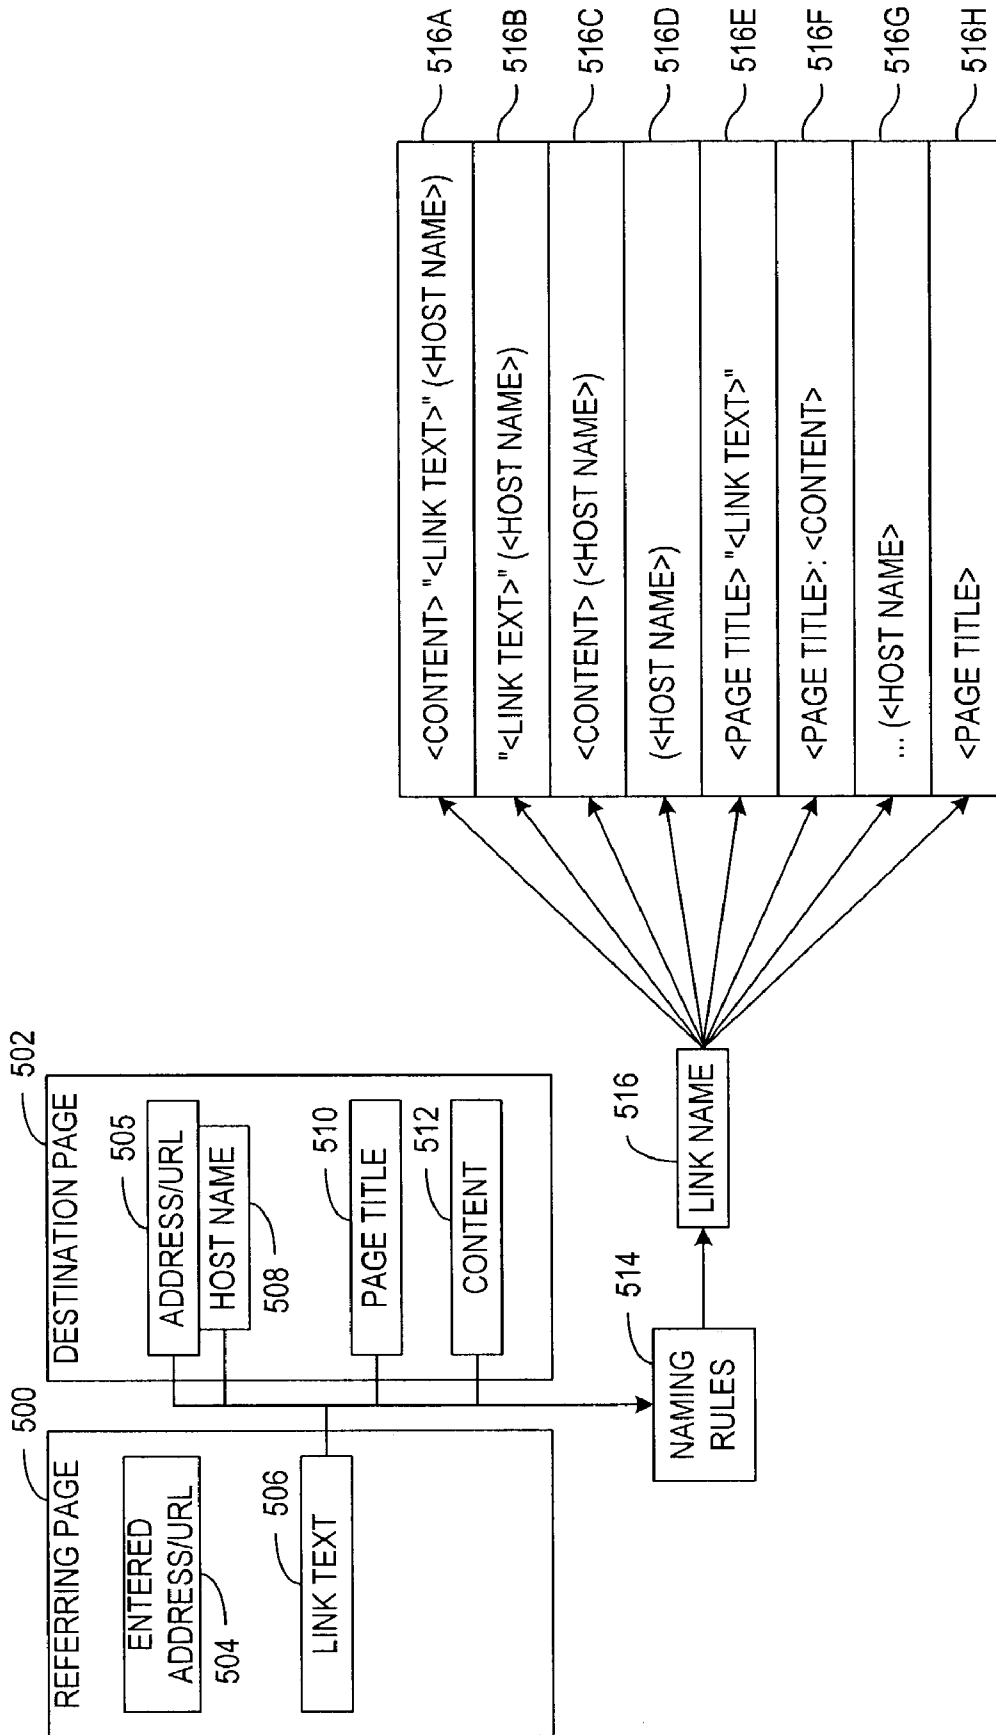 REFERRING PAGE
500
ENTERED
ADDRESS/URL
504
506
LINK TEXT
DESTINATION PAGE
502
505
ADDRESS/URL
HOST NAME
508
510
PAGE TITLE
512
CONTENT
514
NAMING
RULES
516
LINK NAME
<CONTENT> "<LINK TEXT>" (<HOST NAME>)
516A
"<LINK TEXT>" (<HOST NAME>)
516B
<CONTENT> (<HOST NAME>)
516C
(<HOST NAME>)
516D
<PAGE TITLE> "<LINK TEXT>"
516E
<PAGE TITLE>: <CONTENT>
516F
... (<HOST NAME>
516G
<PAGE TITLE>
516H